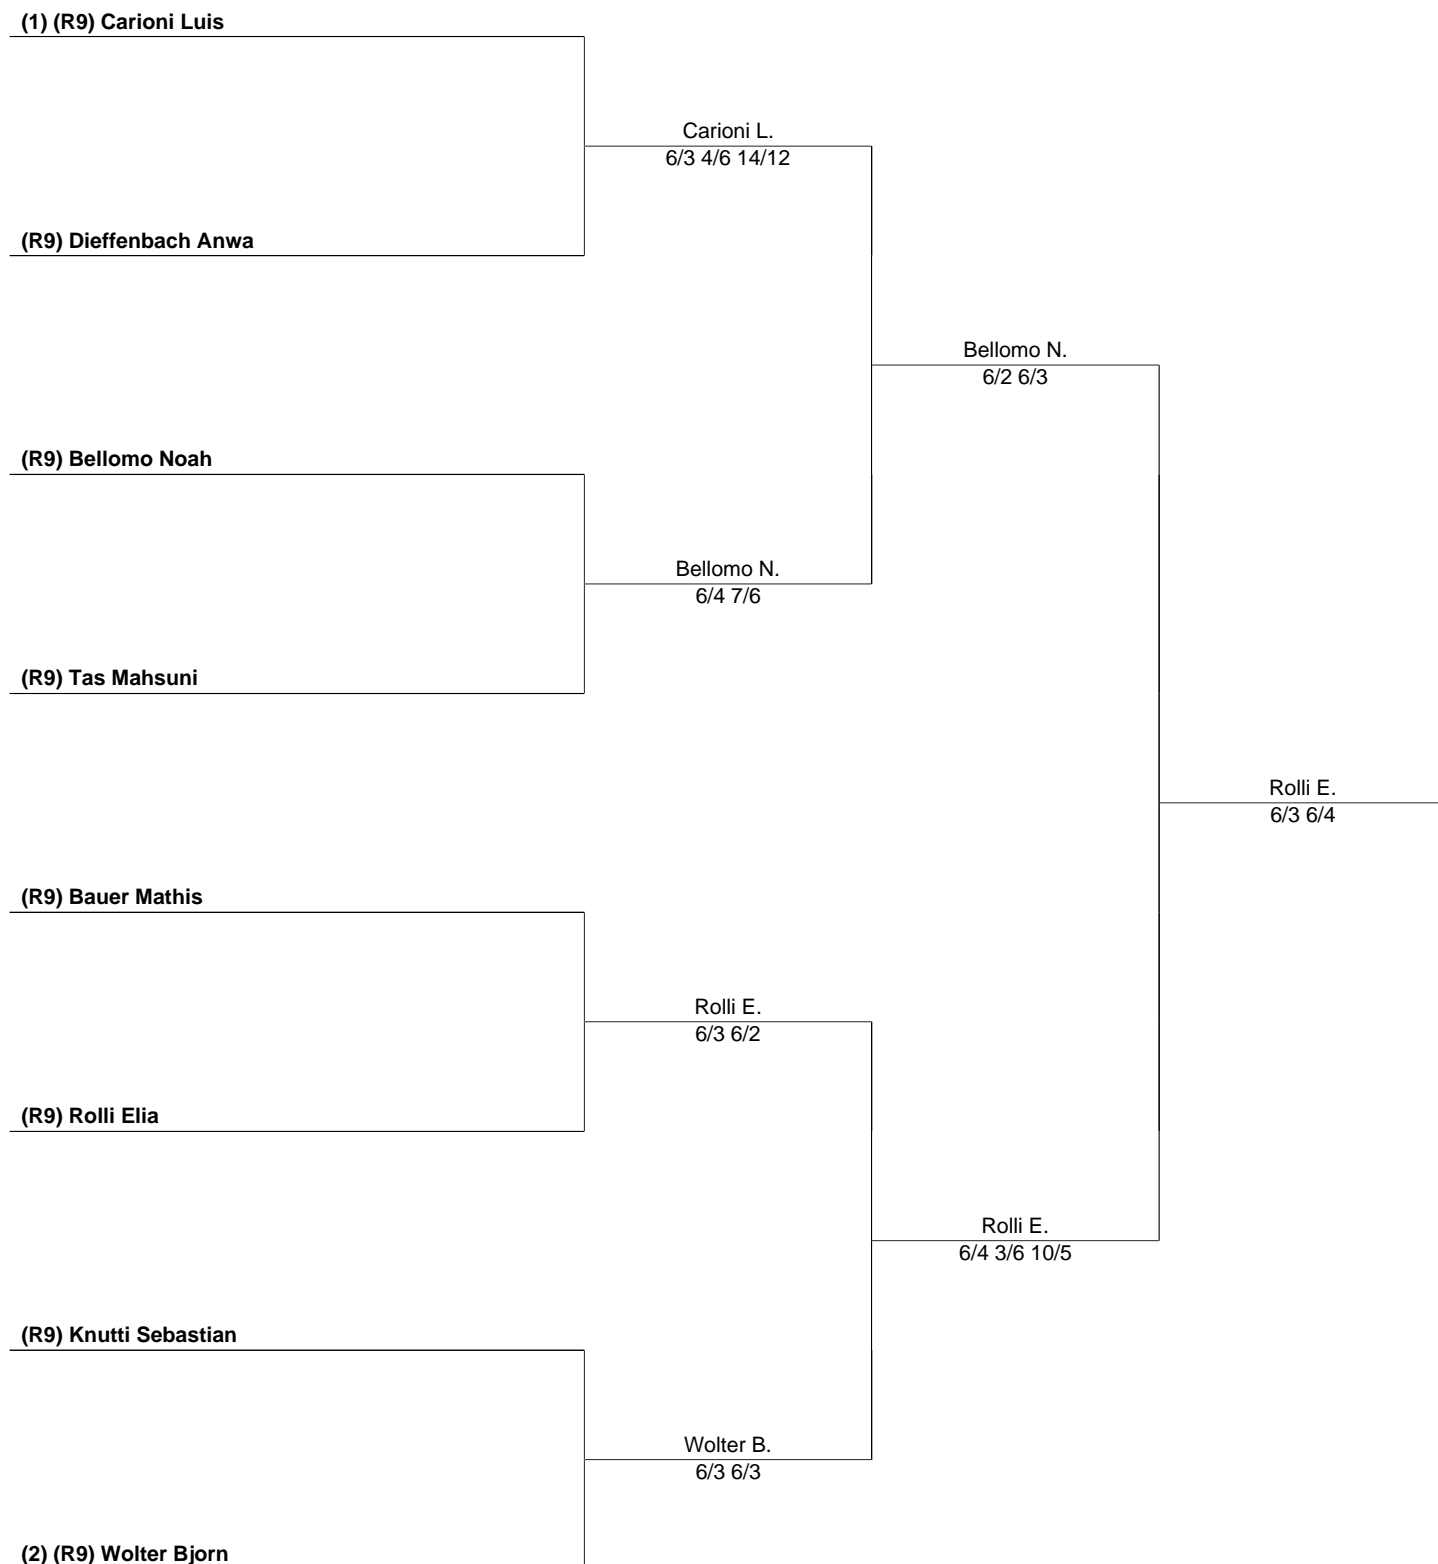 (1) (R9) Carioni Luis
Carioni L.
6/3 4/6 14/12
(R9) Dieffenbach Anwa
Bellomo N.
6/2 6/3
(R9) Bellomo Noah
Bellomo N.
6/4 7/6
(R9) Tas Mahsuni
Rolli E.
6/3 6/4
(R9) Bauer Mathis
Rolli E.
6/3 6/2
(R9) Rolli Elia
Rolli E.
6/4 3/6 10/5
(R9) Knutti Sebastian
Wolter B.
6/3 6/3
(2) (R9) Wolter Bjorn